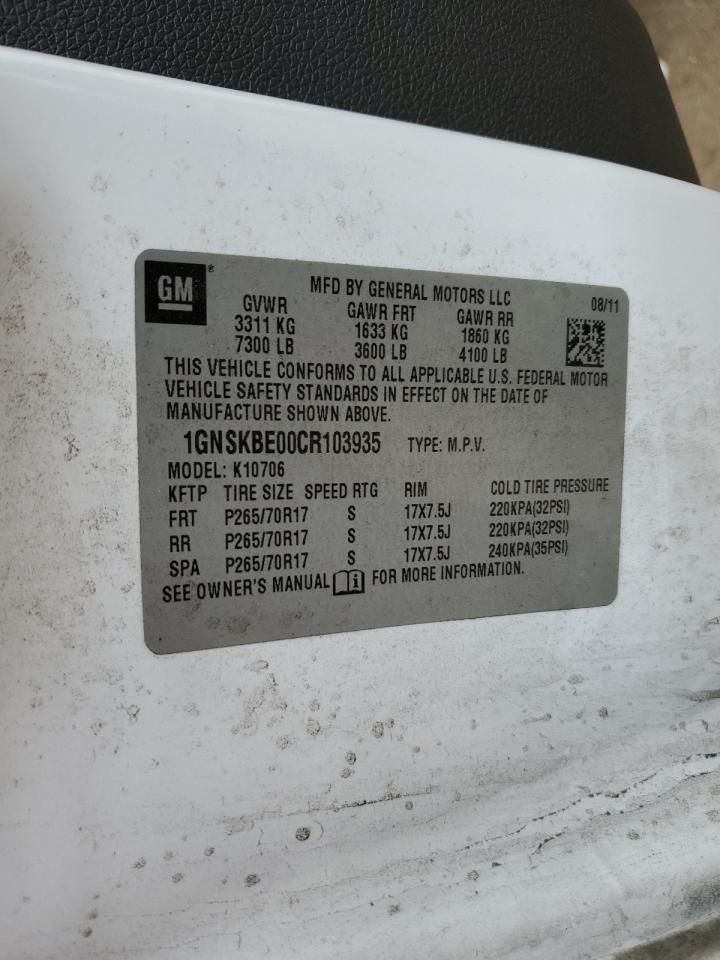 GM®
MFD BY GENERAL MOTORS LLC 08/11
GVWR GAWR FRT GAWR RR
3311 KG 1633 KG 1860 KG
7300 LB 3600 LB 4100 LB
THIS VEHICLE CONFORMS TO ALL APPLICABLE U.S. FEDERAL MOTOR
VEHICLE SAFETY STANDARDS IN EFFECT ON THE DATE OF
MANUFACTURE SHOWN ABOVE.
1GNSKBE00CR103935 TYPE: M.P.V.
MODEL: K10706
KFTP TIRE SIZE SPEED RTG RIM COLD TIRE PRESSURE
FRT P265/70R17 S 17X7.5J 220KPA(32PSI)
RR P265/70R17 S 17X7.5J 220KPA(32PSI)
SPA P265/70R17 S 17X7.5J 240KPA(35PSI)
SEE OWNER'S MANUAL FOR MORE INFORMATION.